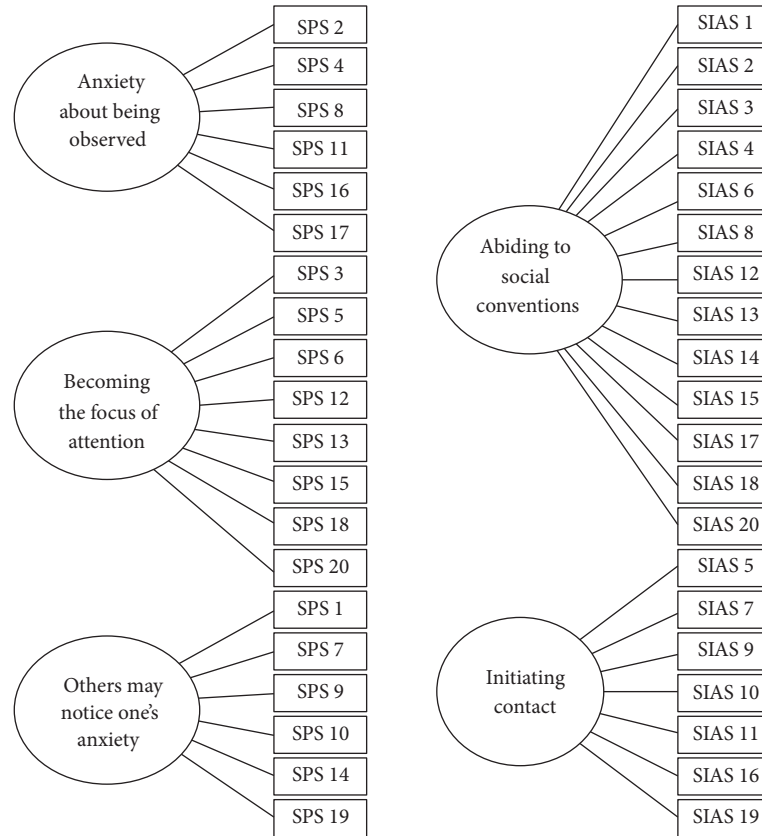 Anxiety
about being
observed
SPS 2
SPS 4
SPS 8
SPS 11
SPS 16
SPS 17
Becoming
the focus of
attention
SPS 3
SPS 5
SPS 6
SPS 12
SPS 13
SPS 15
SPS 18
SPS 20
Others may
notice one's
anxiety
SPS 1
SPS 7
SPS 9
SPS 10
SPS 14
SPS 19
Abiding to
social
conventions
SIAS 1
SIAS 2
SIAS 3
SIAS 4
SIAS 6
SIAS 8
SIAS 12
SIAS 13
SIAS 14
SIAS 15
SIAS 17
SIAS 18
SIAS 20
Initiating
contact
SIAS 5
SIAS 7
SIAS 9
SIAS 10
SIAS 11
SIAS 16
SIAS 19